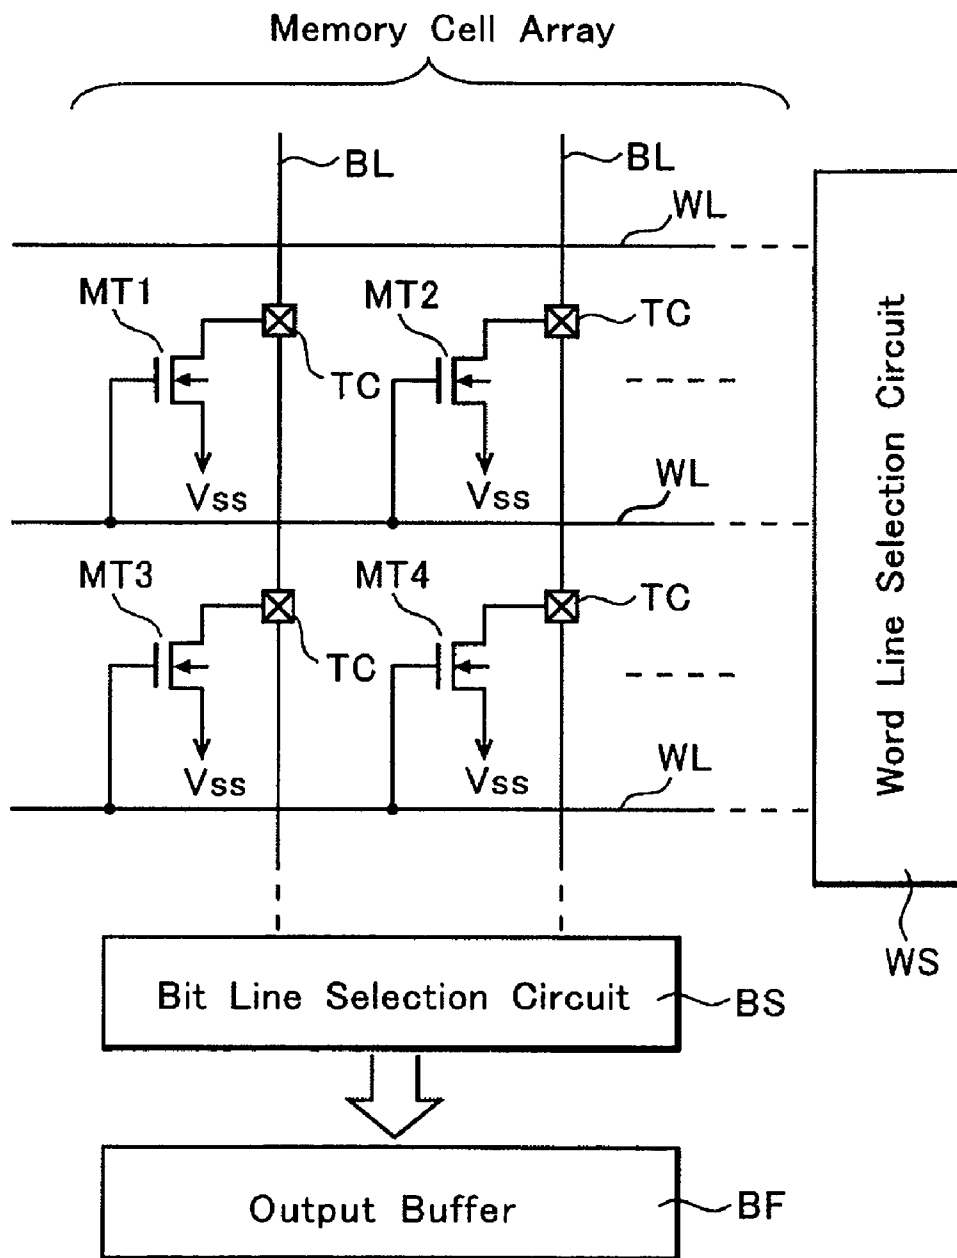 Memory Cell Array
BL
BL
WL
MT1
MT2
TC
TC
Vss
Vss
WL
MT3
MT4
TC
TC
Vss
Vss
WL
Word Line Selection Circuit
WS
Bit Line Selection Circuit
BS
Output Buffer
BF